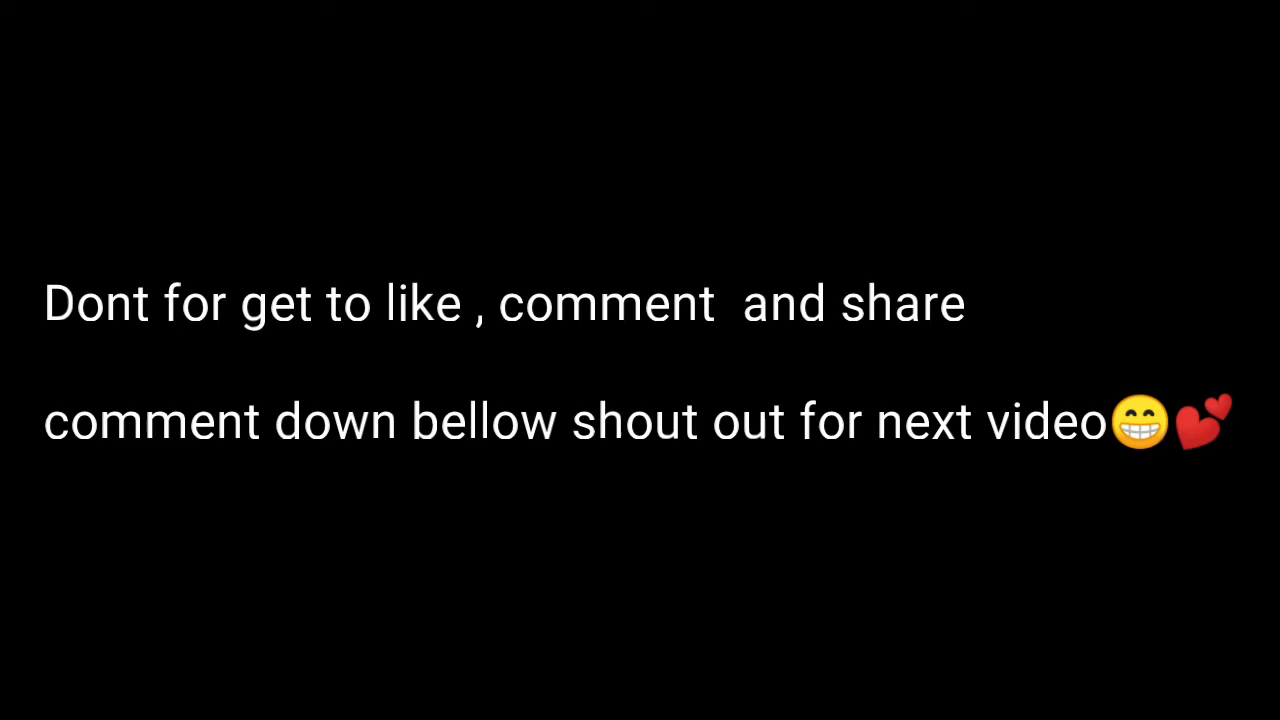 Dont for get to like , comment  and share
comment down bellow shout out for next video😁💕